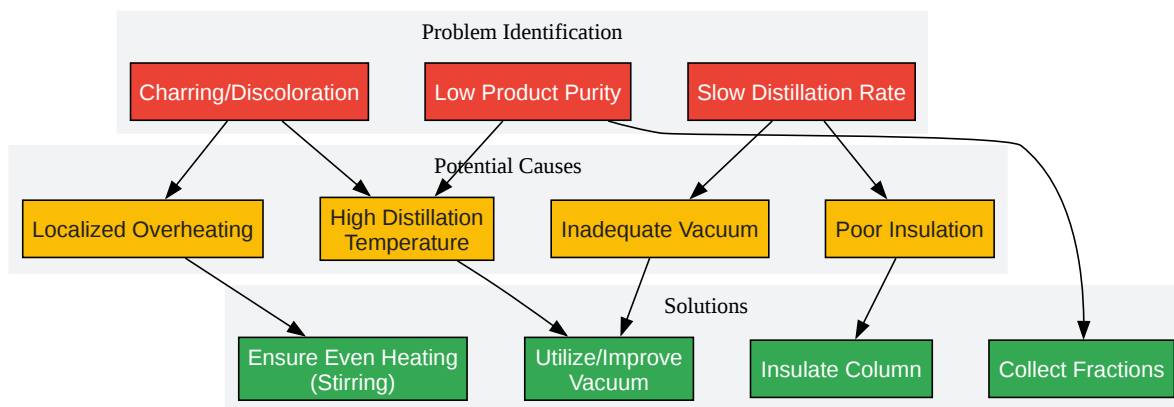 Problem Identification
Charring/Discoloration
Low Product Purity
Slow Distillation Rate
Potential Causes
Localized Overheating
High Distillation
Temperature
Inadequate Vacuum
Poor Insulation
Solutions
Ensure Even Heating
(Stirring)
Utilize/Improve
Vacuum
Insulate Column
Collect Fractions